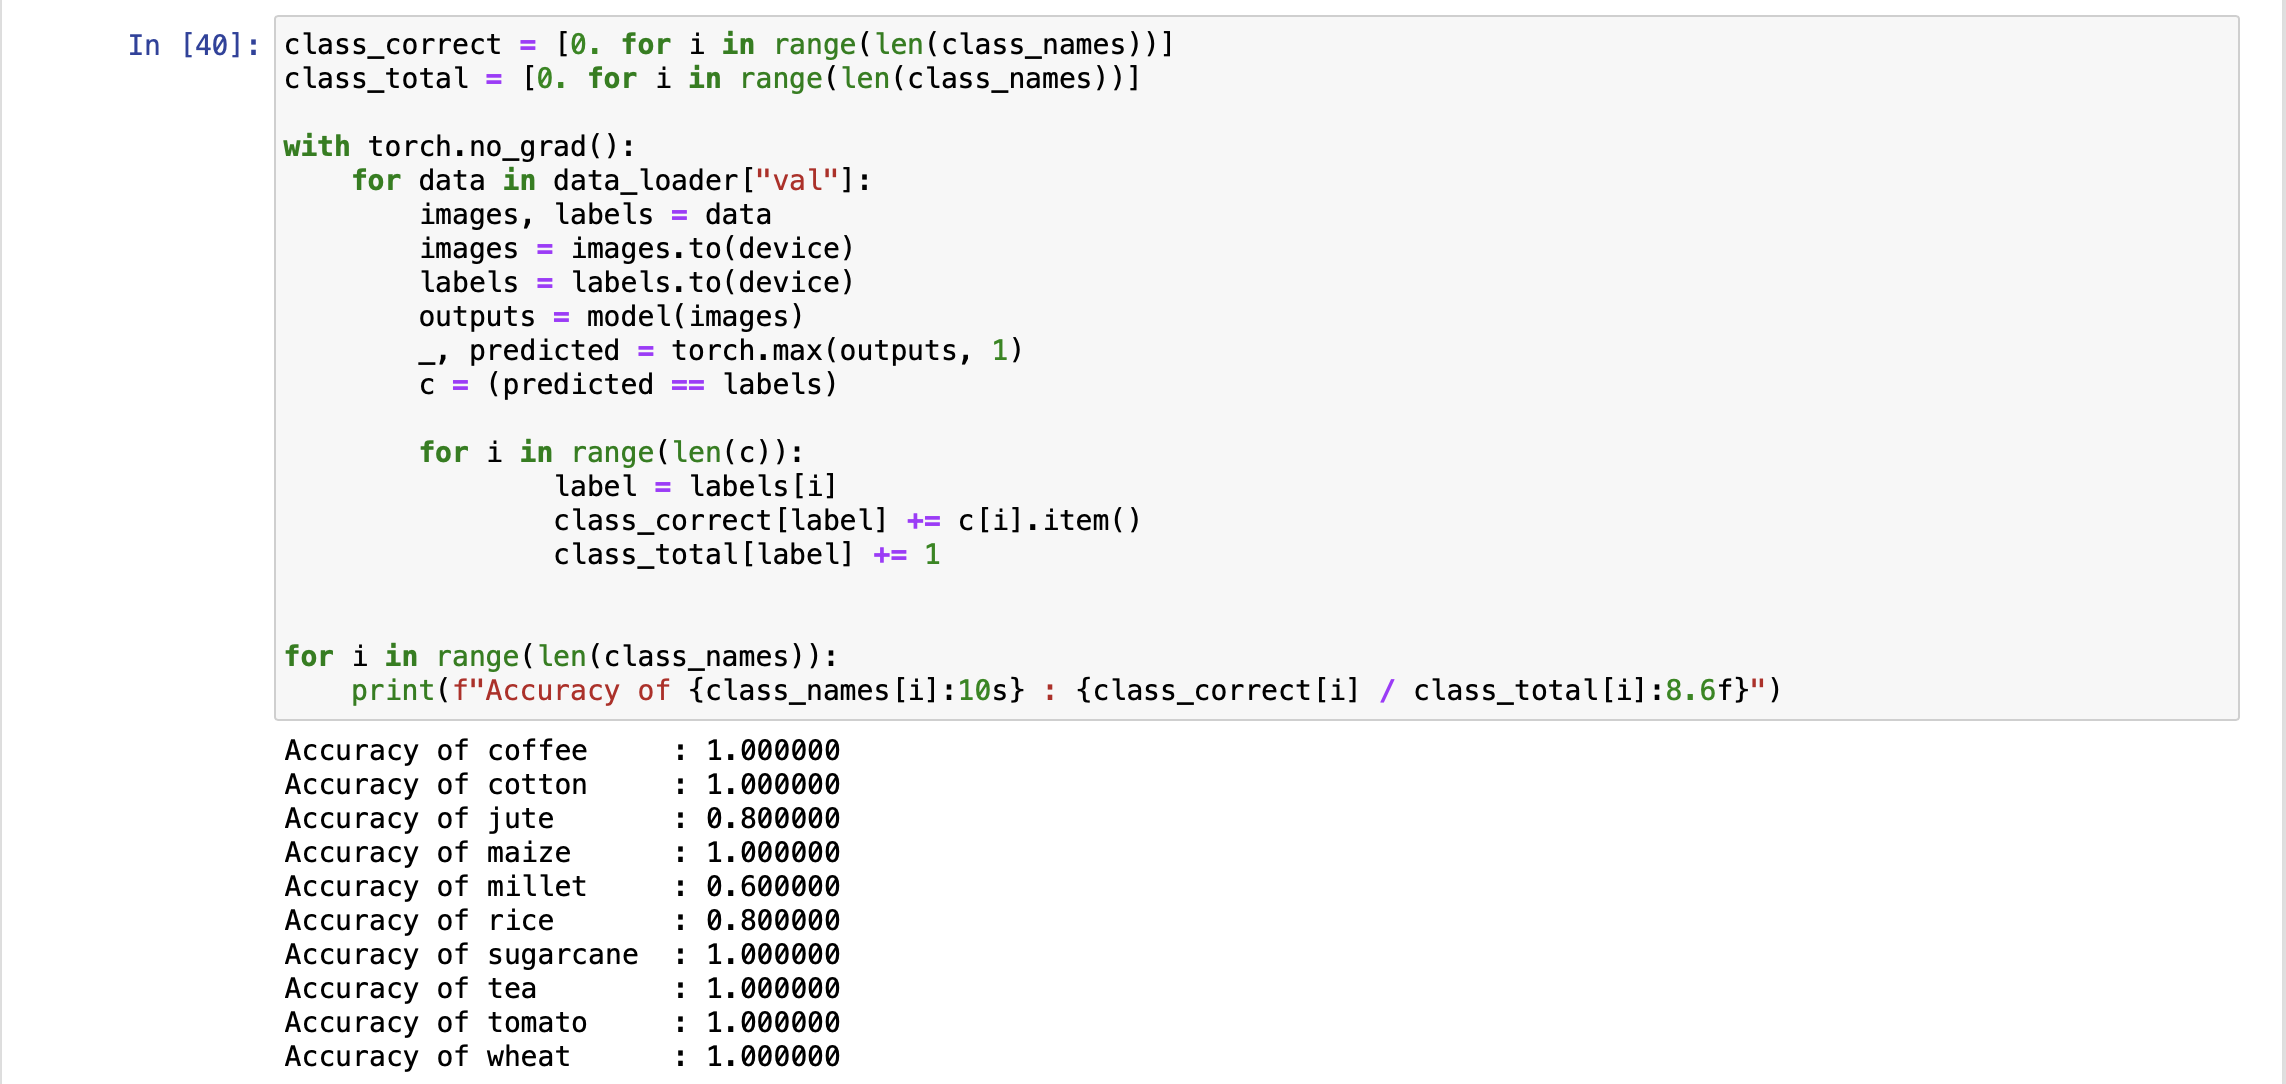 In [40]: class_correct = [0. for i in range(len(class_names))]
class_total = [0. for i in range(len(class_names))]

with torch.no_grad():
    for data in data_loader["val"]:
        images, labels = data
        images = images.to(device)
        labels = labels.to(device)
        outputs = model(images)
        _, predicted = torch.max(outputs, 1)
        c = (predicted == labels)

        for i in range(len(c)):
                label = labels[i]
                class_correct[label] += c[i].item()
                class_total[label] += 1


for i in range(len(class_names)):
    print(f"Accuracy of {class_names[i]:10s} : {class_correct[i] / class_total[i]:8.6f}")
Accuracy of coffee     : 1.000000
Accuracy of cotton     : 1.000000
Accuracy of jute       : 0.800000
Accuracy of maize      : 1.000000
Accuracy of millet     : 0.600000
Accuracy of rice       : 0.800000
Accuracy of sugarcane  : 1.000000
Accuracy of tea        : 1.000000
Accuracy of tomato     : 1.000000
Accuracy of wheat      : 1.000000